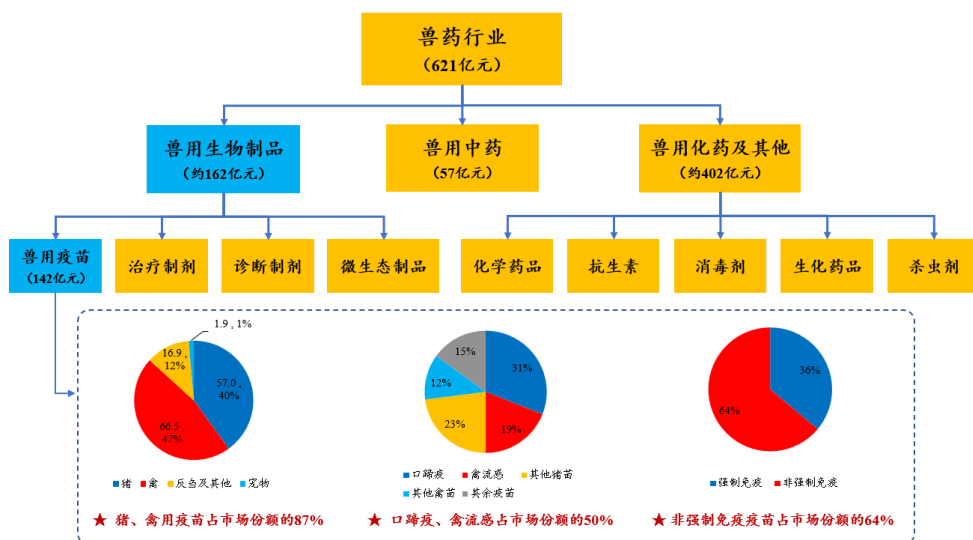 兽药行业
（621亿元）
兽用生物制品
（约162亿元）
兽用中药
（57亿元）
兽用化药及其他
（约402亿元）
兽用疫苗
（142亿元）
治疗制剂
诊断制剂
微生态制品
化学药品
抗生素
消毒剂
生化药品
杀虫剂
1.9 , 1%
16.9 ,
12%
57.0 ,
40%
66.5 ,
47%
猪 禽 反刍及其他 宠物
★ 猪、禽用疫苗占市场份额的87%
15%
31%
12%
23%
19%
口蹄疫 禽流感 其他猪苗
其他禽苗 其余疫苗
★ 口蹄疫、禽流感占市场份额的50%
36%
64%
强制免疫 非强制免疫
★ 非强制免疫疫苗占市场份额的64%